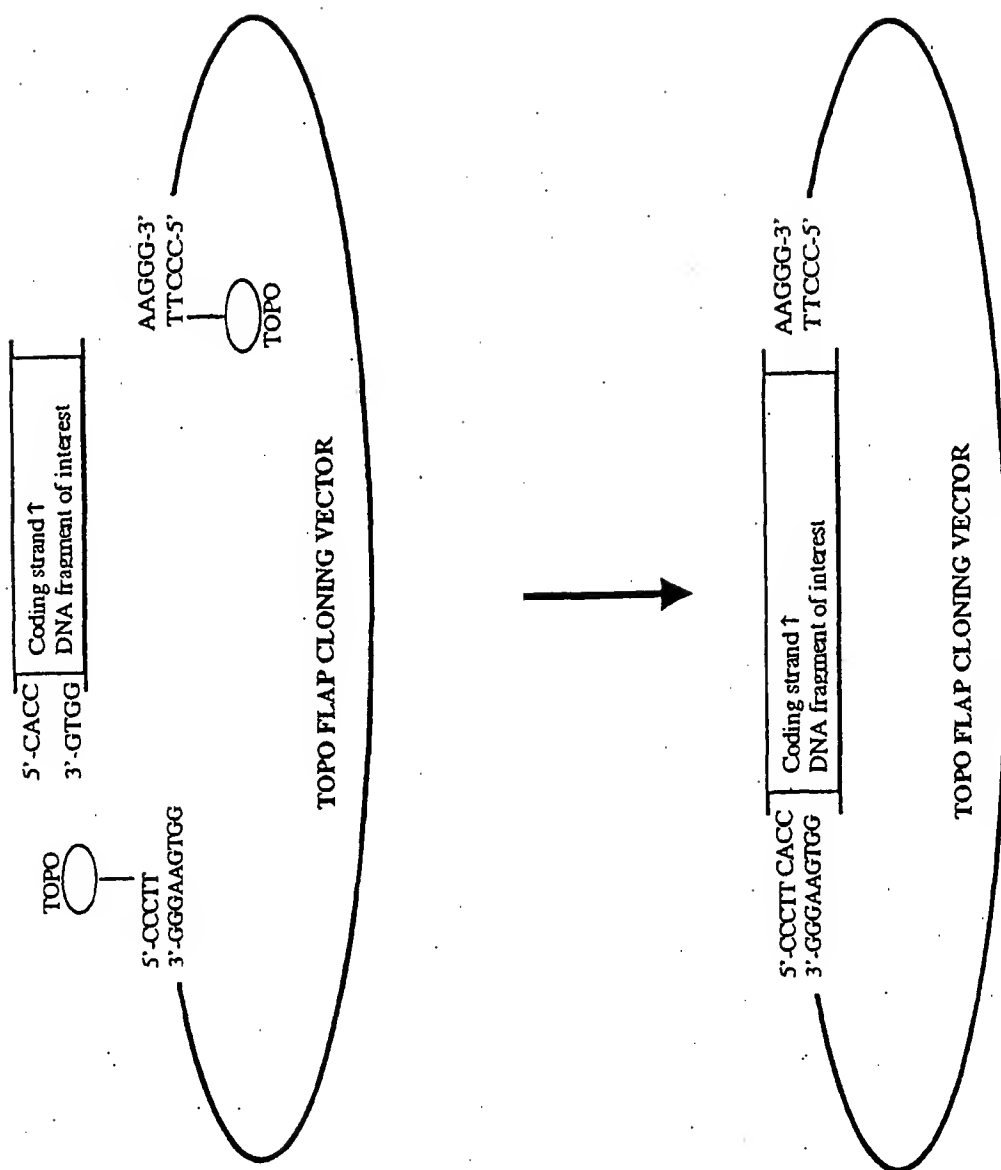 5'-CACC
3'-GTGG
Coding strand↑
DNA fragment of interest
TOPO
5'-CCCTT
3'-GGGAAGTGG
AAGGG-3'
TTCCC-5'
TOPO
TOPO FLAP CLONING VECTOR
5'-CCCTT CACC
3'-GGGAAGTGG
Coding strand↑
DNA fragment of interest
AAGGG-3'
TTCCC-5'
TOPO FLAP CLONING VECTOR